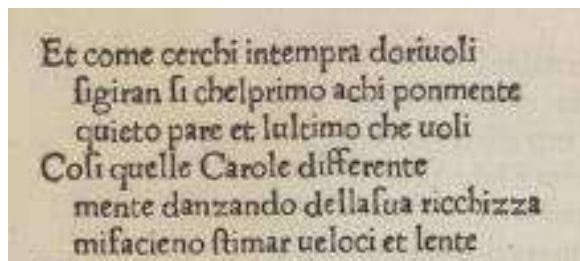 Et come cerchi intempra doriuoli
ſigiran ſi chelprimo achi ponmente
quieto pare et lultimo che uoli
Coſi quelle Carole differente
mente danzando dellaſua ricchizza
miſacieno ſtimar ueloci et lente